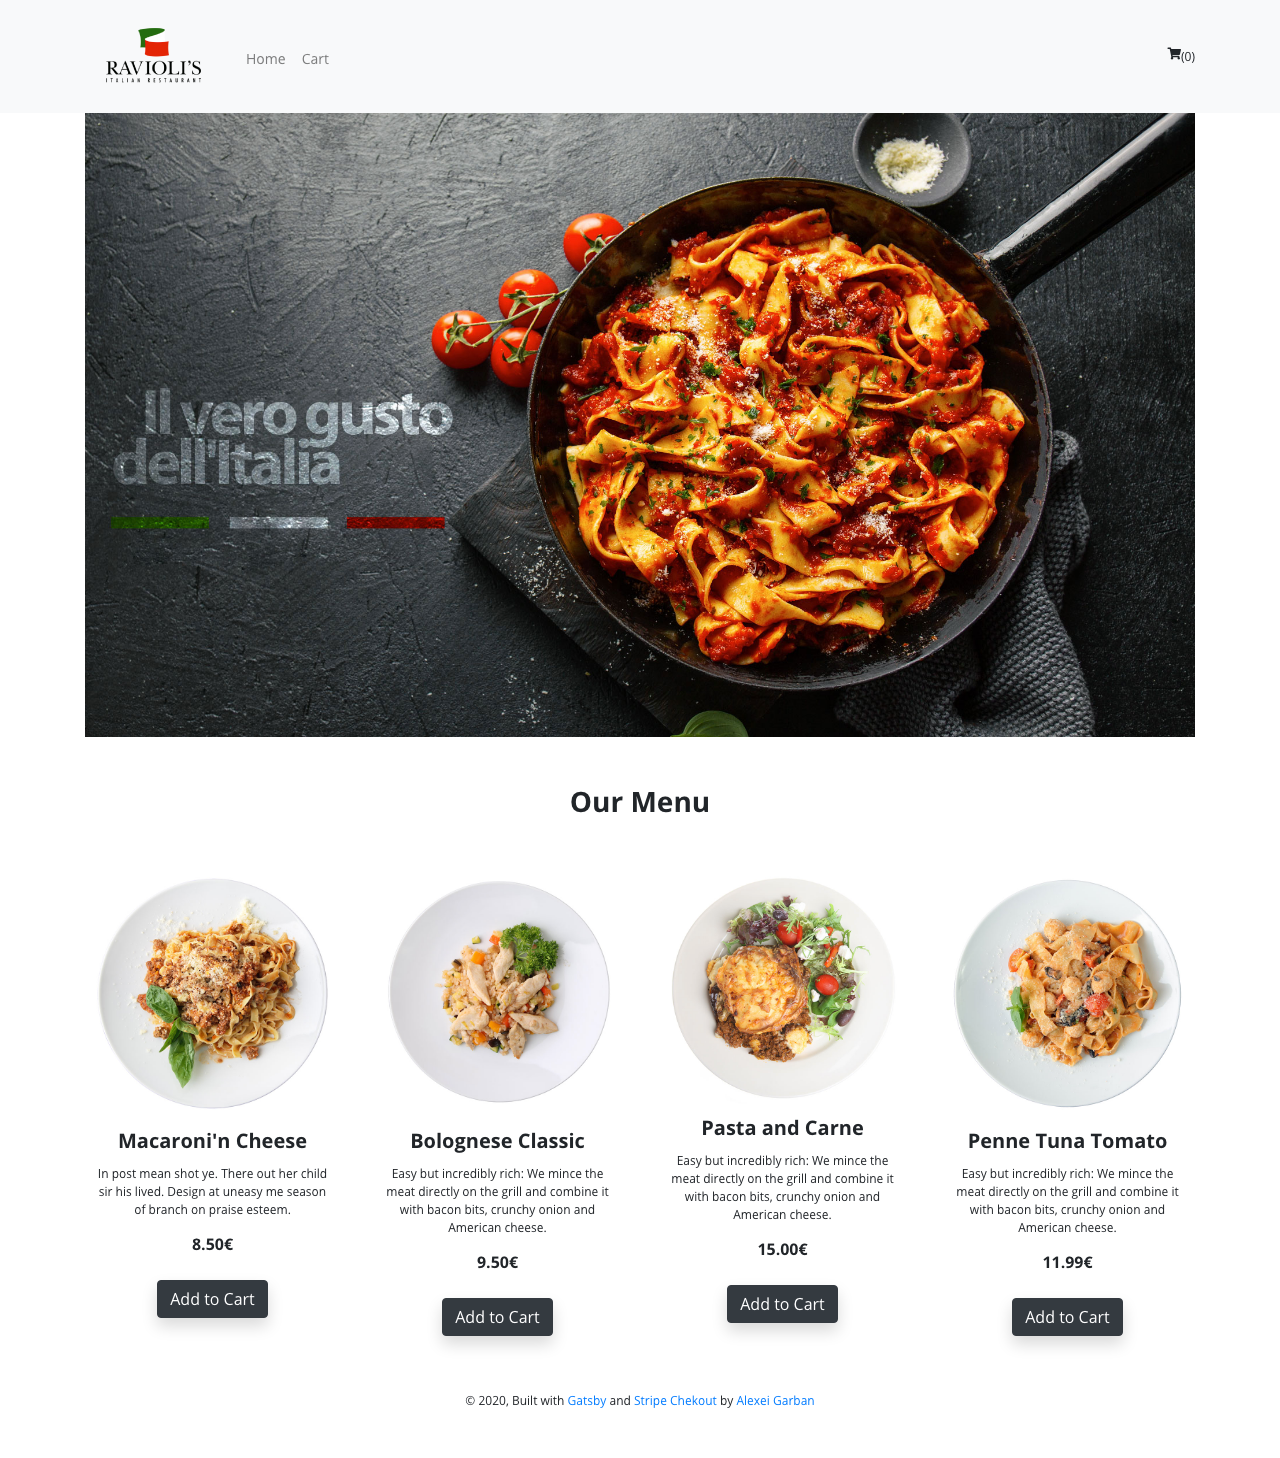 RAVIOLI'S
ITALIAN RESTAURANT
Home
Cart
(0)
Il vero gusto
dell'Italia
Our Menu
Macaroni'n Cheese
In post mean shot ye. There out her child
sir his lived. Design at uneasy me season
of branch on praise esteem.
8.50€
Add to Cart
Bolognese Classic
Easy but incredibly rich: We mince the
meat directly on the grill and combine it
with bacon bits, crunchy onion and
American cheese.
9.50€
Add to Cart
Pasta and Carne
Easy but incredibly rich: We mince the
meat directly on the grill and combine it
with bacon bits, crunchy onion and
American cheese.
15.00€
Add to Cart
Penne Tuna Tomato
Easy but incredibly rich: We mince the
meat directly on the grill and combine it
with bacon bits, crunchy onion and
American cheese.
11.99€
Add to Cart
© 2020, Built with Gatsby and Stripe Chekout by Alexei Garban